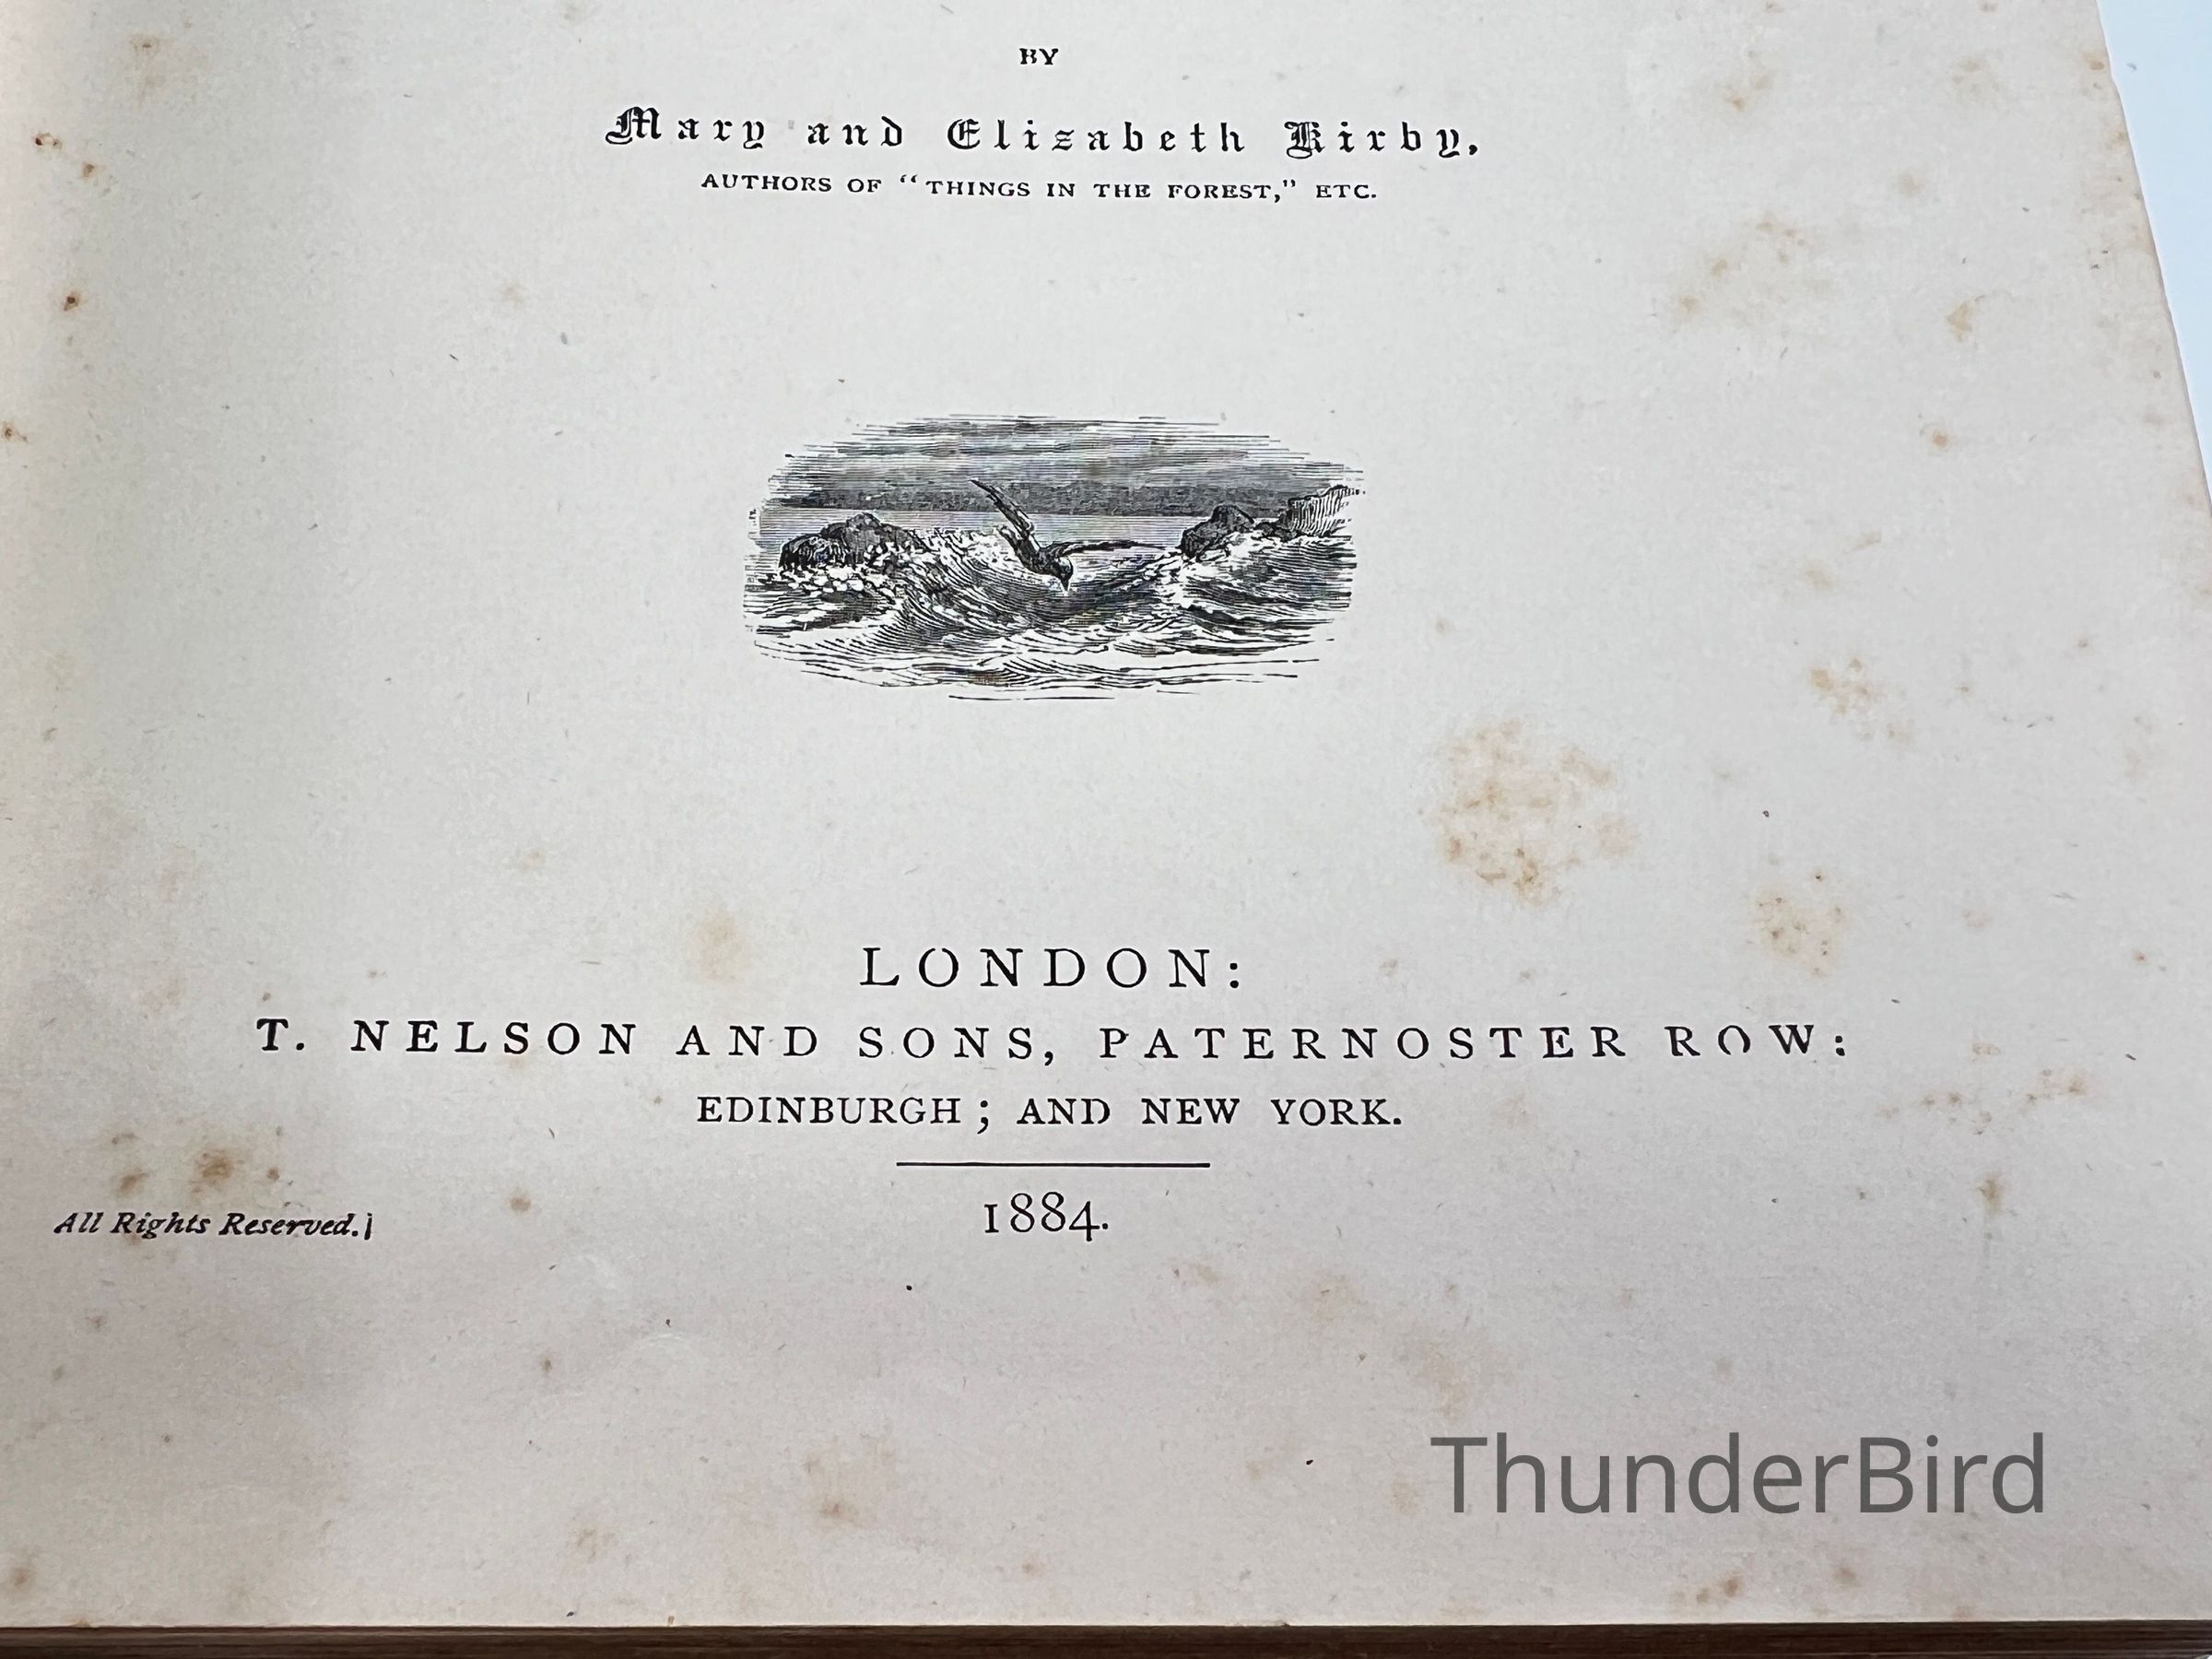 BY
Mary and Elizabeth Kirby,
AUTHORS OF “THINGS IN THE FOREST,” ETC.
LONDON:
T. NELSON AND SONS, PATERNOSTER ROW:
EDINBURGH; AND NEW YORK.
1884.
All Rights Reserved.]
ThunderBird